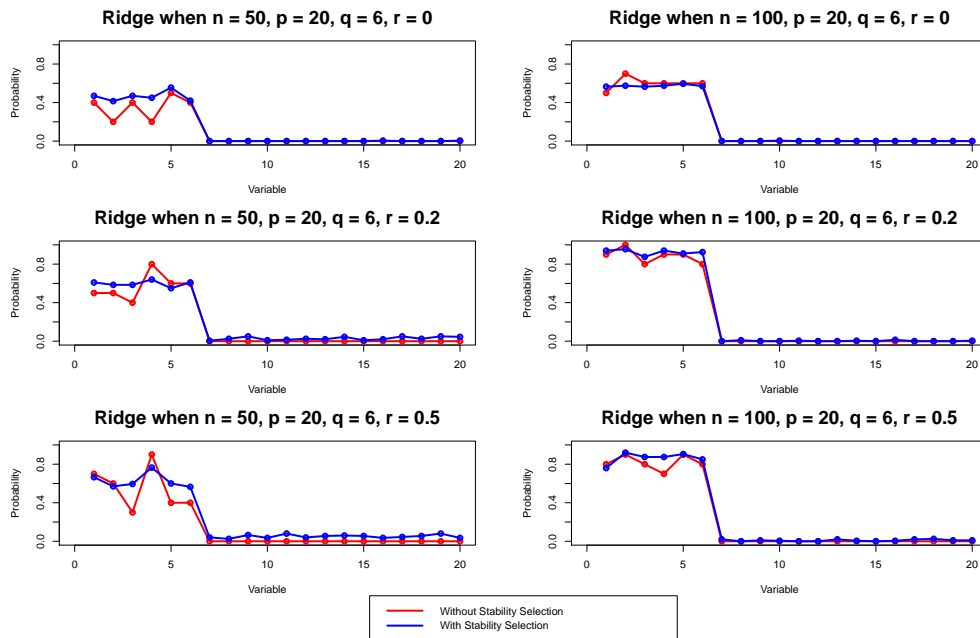 Ridge when n = 50, p = 20, q = 6, r = 0
Probability
0.8
0.4
0.0
0 5 10 15 20
Variable
Ridge when n = 100, p = 20, q = 6, r = 0
Probability
0.8
0.4
0.0
0 5 10 15 20
Variable
Ridge when n = 50, p = 20, q = 6, r = 0.2
Probability
0.8
0.4
0.0
0 5 10 15 20
Variable
Ridge when n = 100, p = 20, q = 6, r = 0.2
Probability
0.8
0.4
0.0
0 5 10 15 20
Variable
Ridge when n = 50, p = 20, q = 6, r = 0.5
Probability
0.8
0.4
0.0
0 5 10 15 20
Variable
Ridge when n = 100, p = 20, q = 6, r = 0.5
Probability
0.8
0.4
0.0
0 5 10 15 20
Variable
Without Stability Selection
With Stability Selection